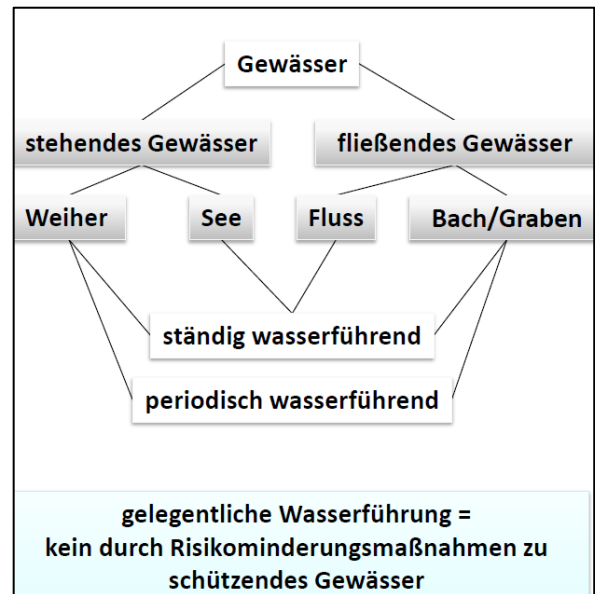 Gewässer
stehendes Gewässer
fließendes Gewässer
Weiher
See
Fluss
Bach/Graben
ständig wasserführend
periodisch wasserführend
gelegentliche Wasserführung =
kein durch Risikominderungsmaßnahmen zu
schützendes Gewässer